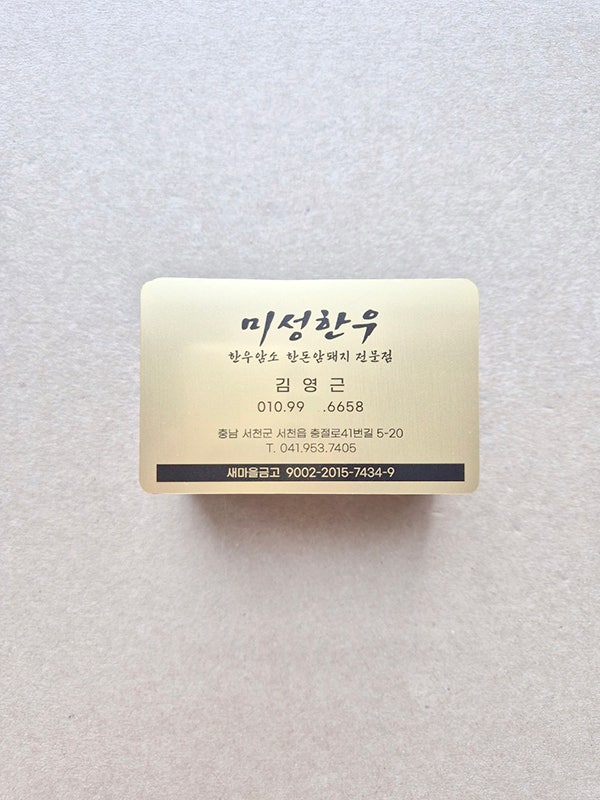 미성한우
한우암소 한돈암돼지 전문점
김영근
010.99 .6658
충남 서천군 서천읍 충절로41번길 5-20
T. 041.953.7405
새마을금고 9002-2015-7434-9